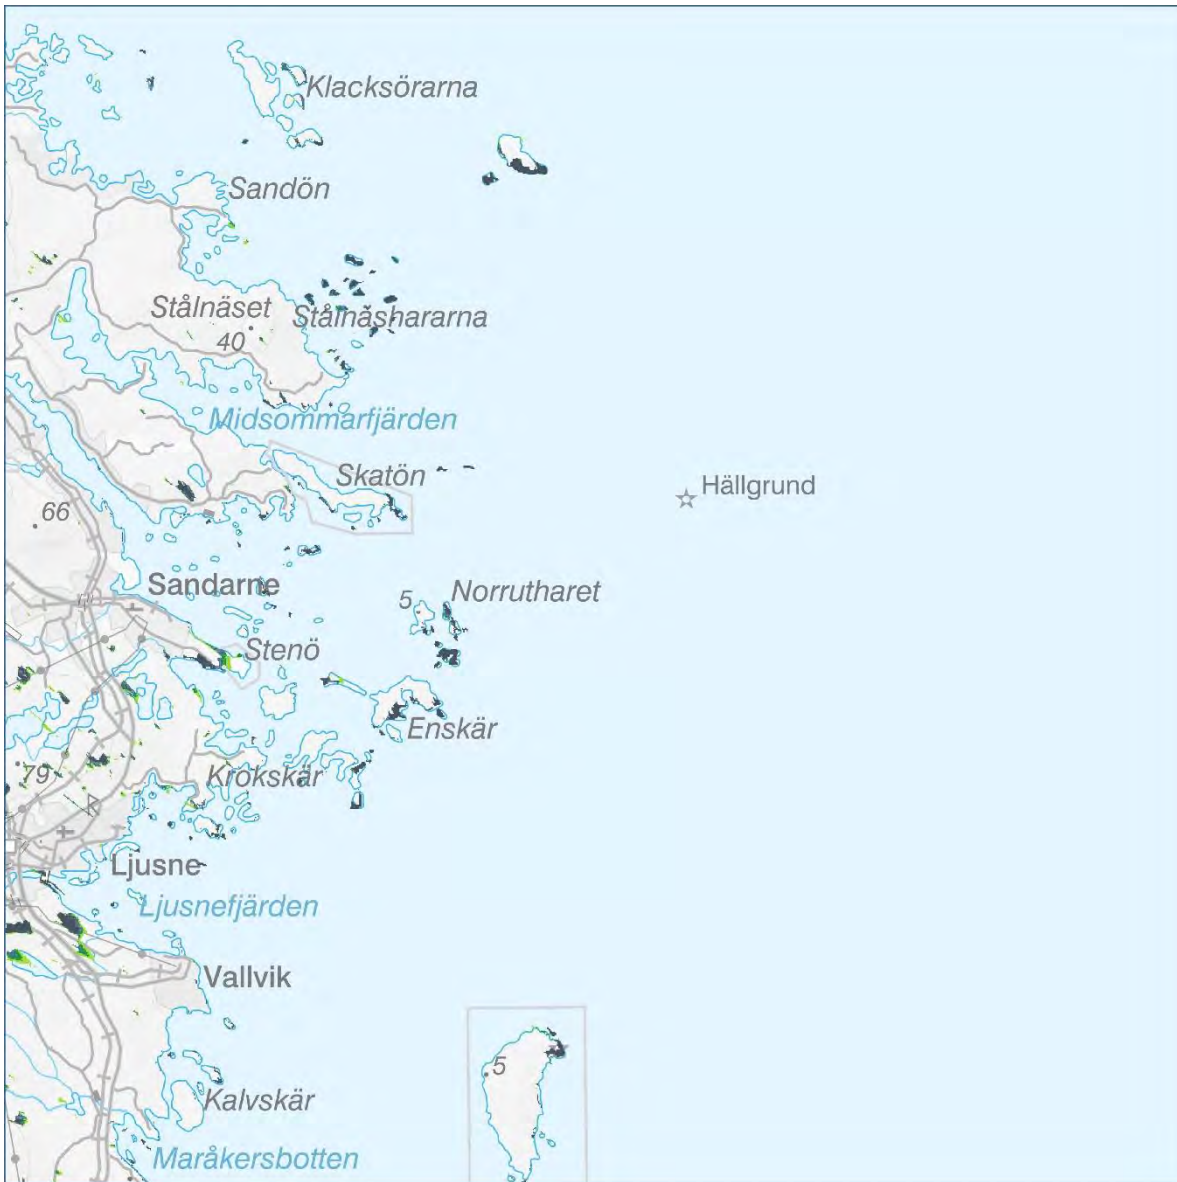 Klacksörarna
Sandön
Stålnäset
Stålnäshararna
40
Midsommarfjärden
Skatön
Hällgrund
66
Sandarne
5
Norrutharet
Stenö
Enskär
79
Krokskär
Ljusne
Ljusnefjärden
Vallvik
5
Kalvskär
Maråkersbotten